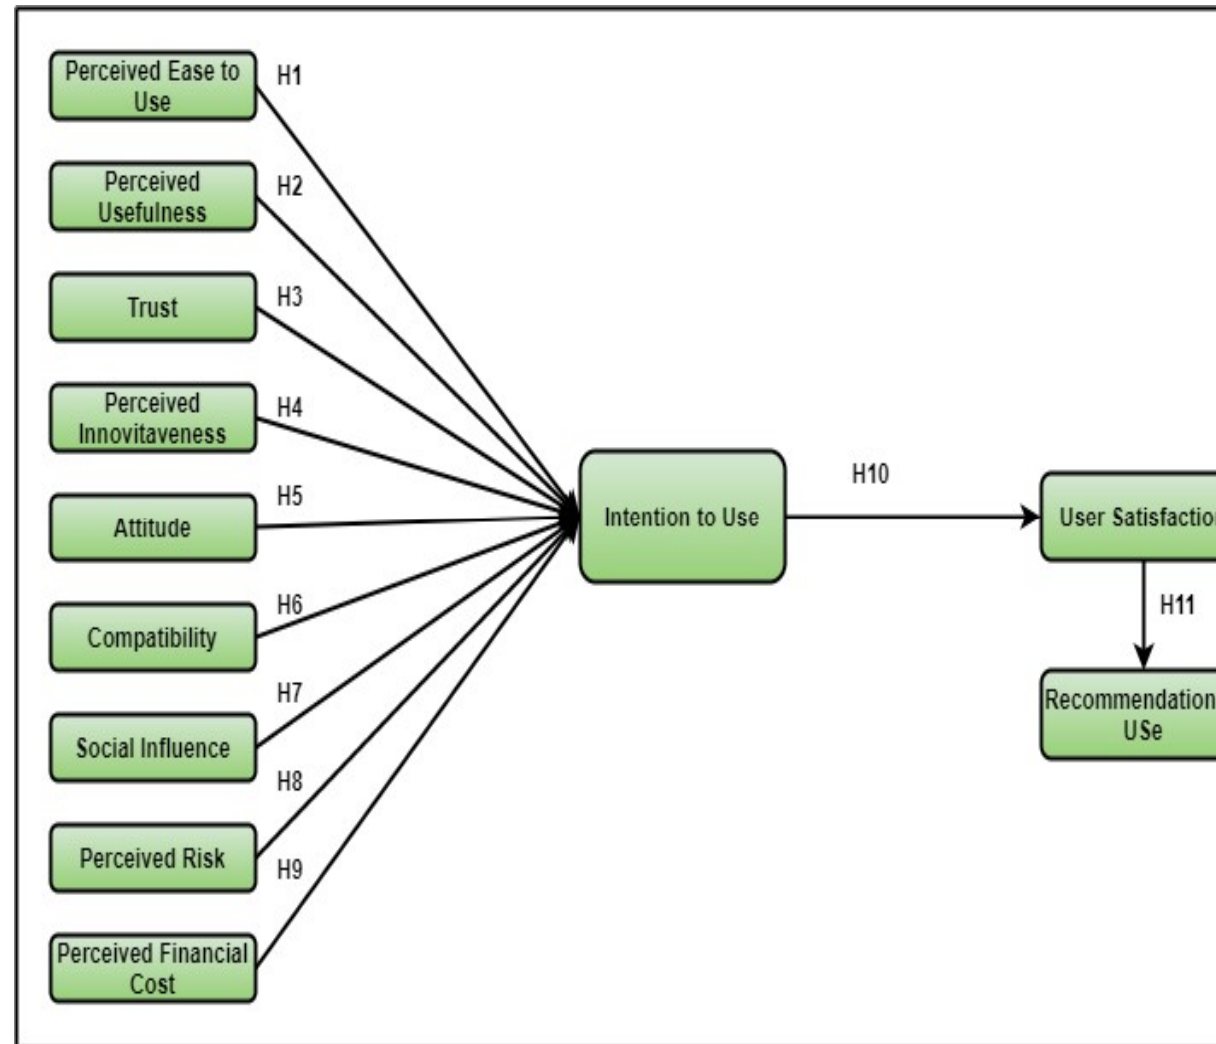 Perceived Ease to
Use
H1
Perceived
Usefulness
H2
Trust
H3
Perceived
Innovitaveness
H4
Attitude
H5
Compatibility
H6
Social Influence
H7
Perceived Risk
H8
Perceived Financial
Cost
H9
Intention to Use
H10
User Satisfaction
H11
Recommendation
USe